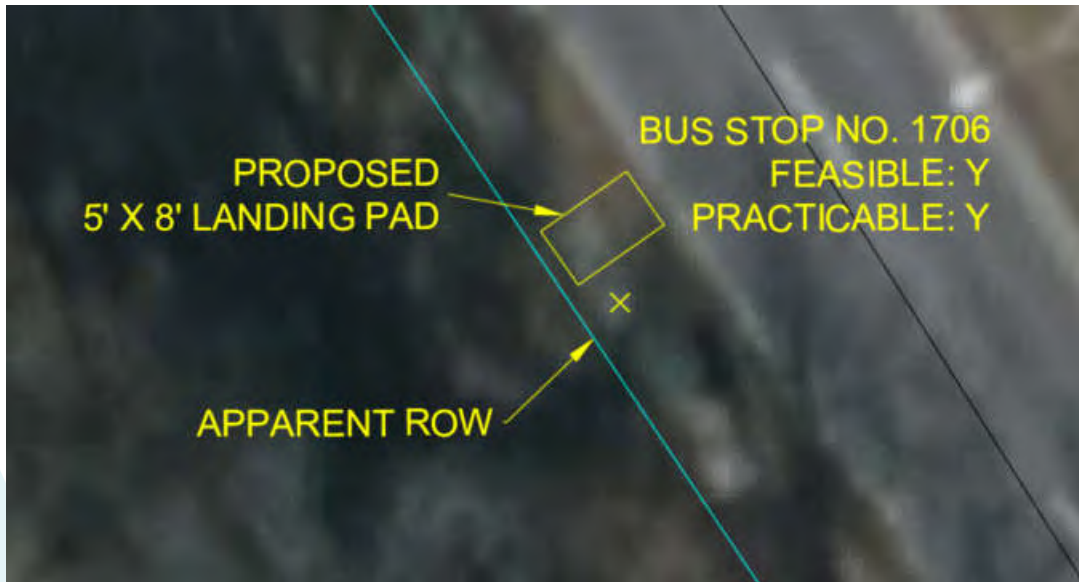 BUS STOP NO. 1706
FEASIBLE: Y
PRACTICABLE: Y
PROPOSED
5' X 8' LANDING PAD
APPARENT ROW